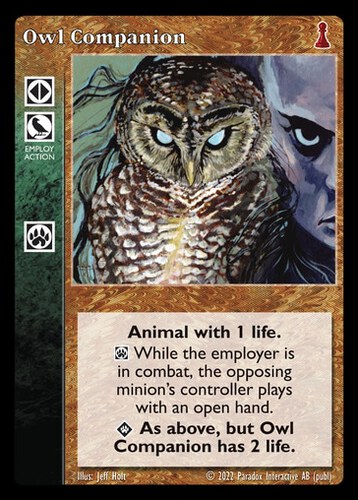 Owl Companion
EMPLOY
ACTION
Animal with 1 life.
While the employer is
in combat, the opposing
minion's controller plays
with an open hand.
As above, but Owl
Companion has 2 life.
Illus: Jeff Holt
© 2022 Paradox Interactive AB (publ)